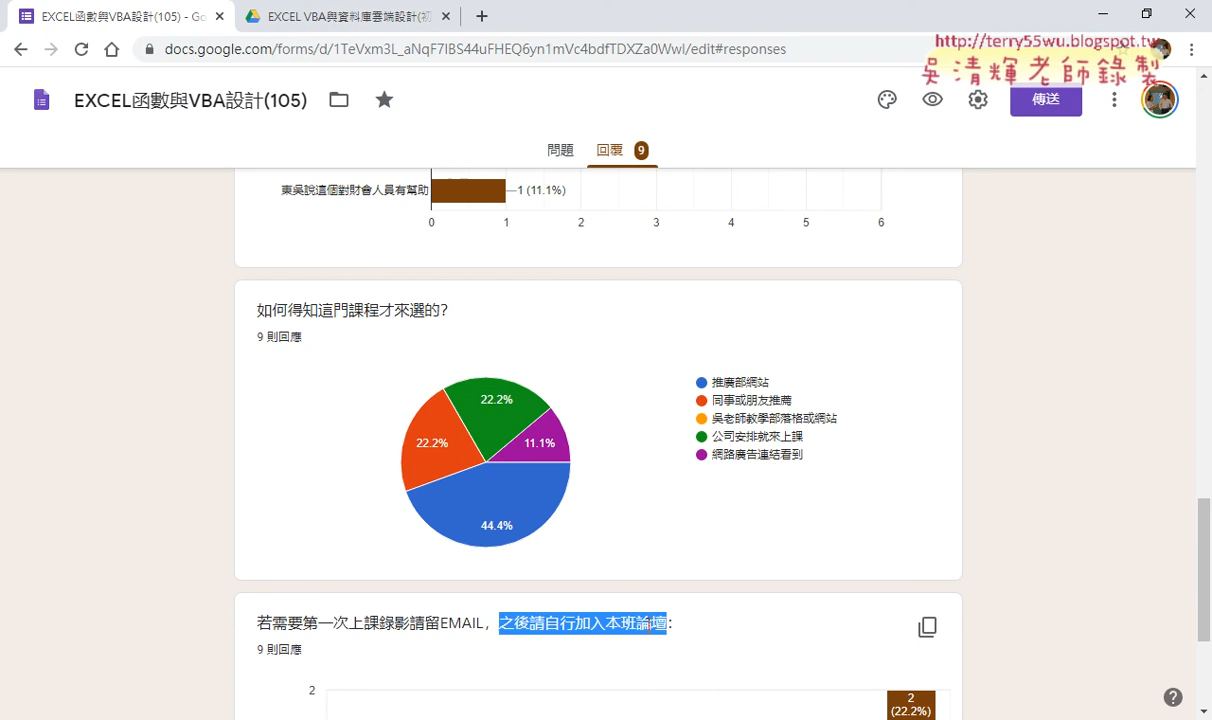 EXCEL函數與VBA設計(105) - Go
EXCEL VBA與資料庫雲端設計(初
docs.google.com/forms/d/1TeVxm3L_aNqF7lBS44uFHEQ6yn1mVc4bdfTDXZa0WwI/edit#responses
http://terry55wu.blogspot.tw
吳清輝老師錄製
EXCEL函數與VBA設計(105)
傳送
問題
回覆 9
東吳說這個對財會人員有幫助
1 (11.1%)
0 1 2 3 4 5 6
如何得知這門課程才來選的?
9 則回應
22.2%
22.2%
11.1%
44.4%
推廣部網站
同事或朋友推薦
吳老師教學部落格或網站
公司安排就來上課
網路廣告連結看到
若需要第一次上課錄影請留EMAIL，之後請自行加入本班論壇:
9 則回應
2
2
(22.2%)